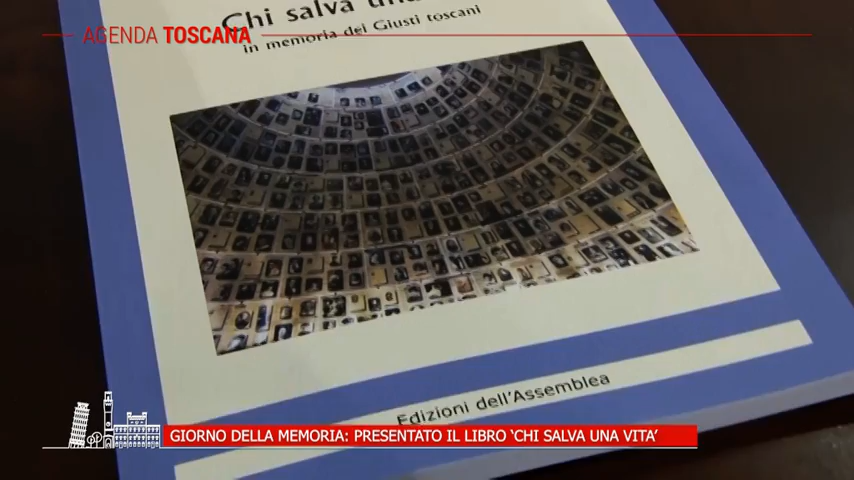 AGENDA TOSCANA
Chi salva una
in memoria dei Giusti toscani
Edizioni dell'Assemblea
GIORNO DELLA MEMORIA: PRESENTATO IL LIBRO ‘CHI SALVA UNA VITA’